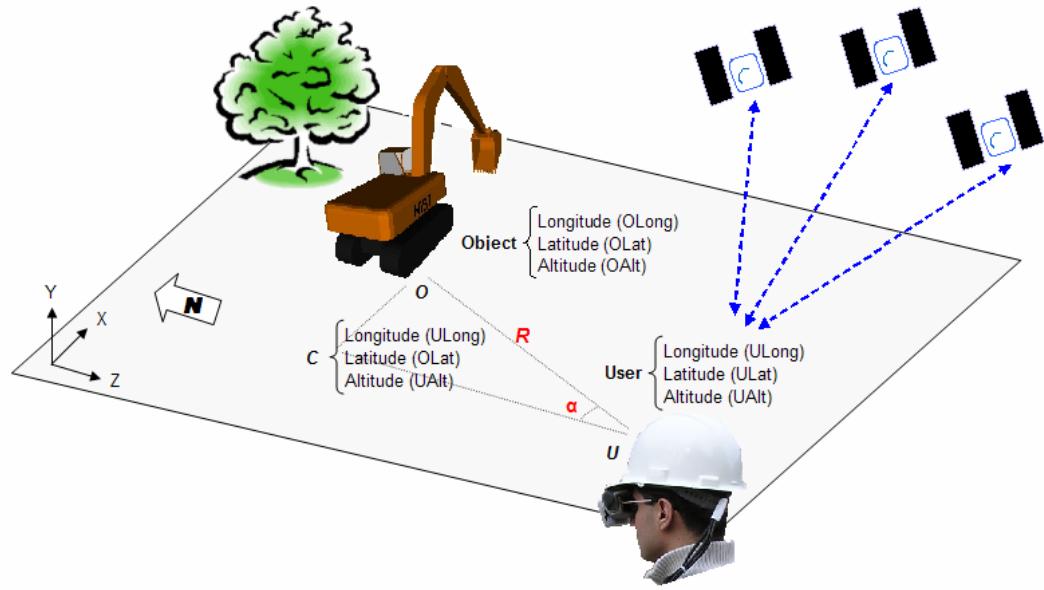 H151
Object
Longitude (OLong)
Latitude (OLat)
Altitude (OAlt)
O
N
Y
X
Z
C
Longitude (ULong)
Latitude (OLat)
Altitude (UAlt)
R
α
User
Longitude (ULong)
Latitude (ULat)
Altitude (UAlt)
U